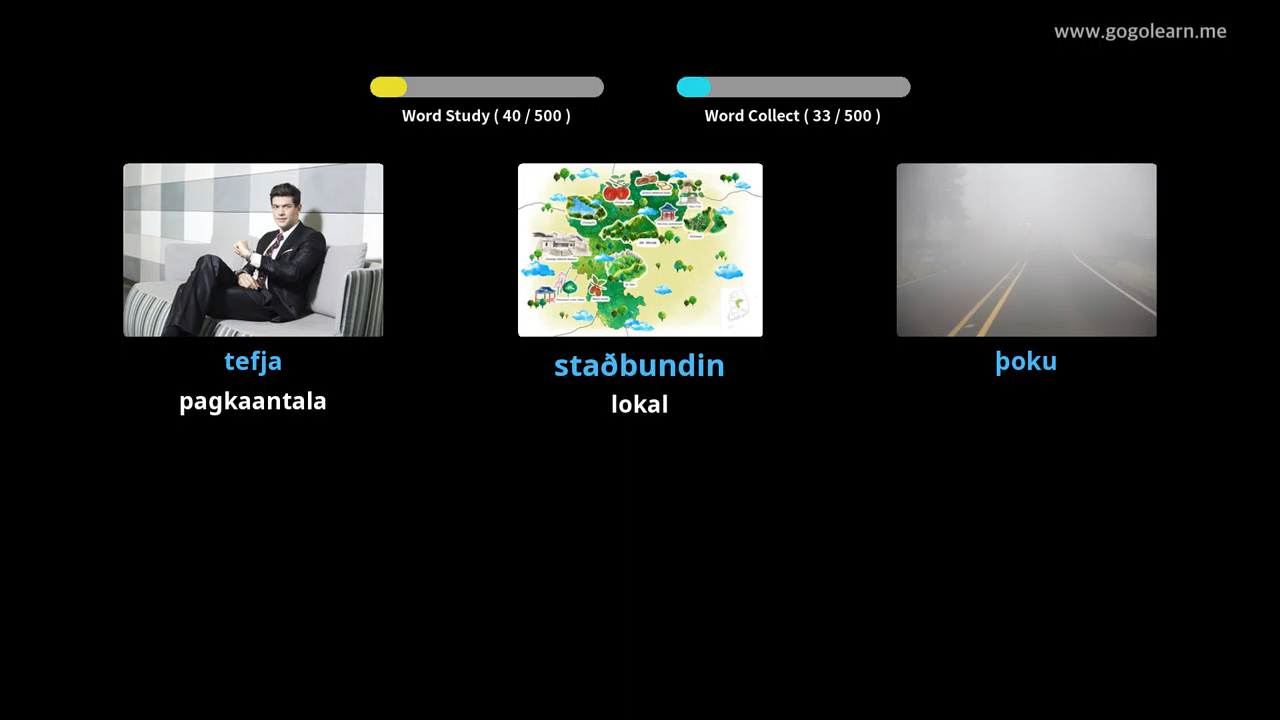 www.gogolearn.me
Word Study ( 40 / 500 )
Word Collect ( 33 / 500 )
tefja
staðbundin
þoku
pagkaantala
lokal